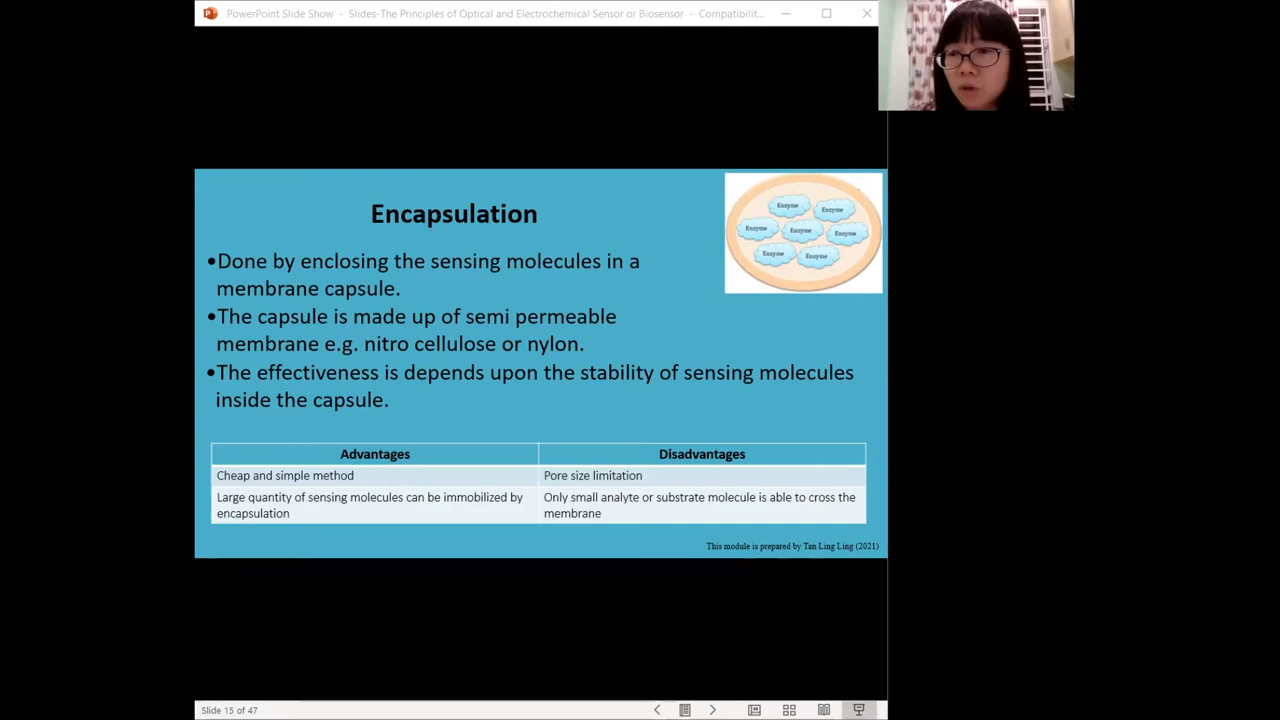 PowerPoint Slide Show - Slides-The Principles of Optical and Electrochemical Sensor or Biosensor - Compatibilit...
Encapsulation
Enzyme
Enzyme
Enzyme
Enzyme
Enzyme
Enzyme
Enzyme
•Done by enclosing the sensing molecules in a
membrane capsule.
•The capsule is made up of semi permeable
membrane e.g. nitro cellulose or nylon.
•The effectiveness is depends upon the stability of sensing molecules
inside the capsule.
Advantages
Disadvantages
Cheap and simple method
Pore size limitation
Large quantity of sensing molecules can be immobilized by
encapsulation
Only small analyte or substrate molecule is able to cross the
membrane
This module is prepared by Tan Ling Ling (2021)
Slide 15 of 47